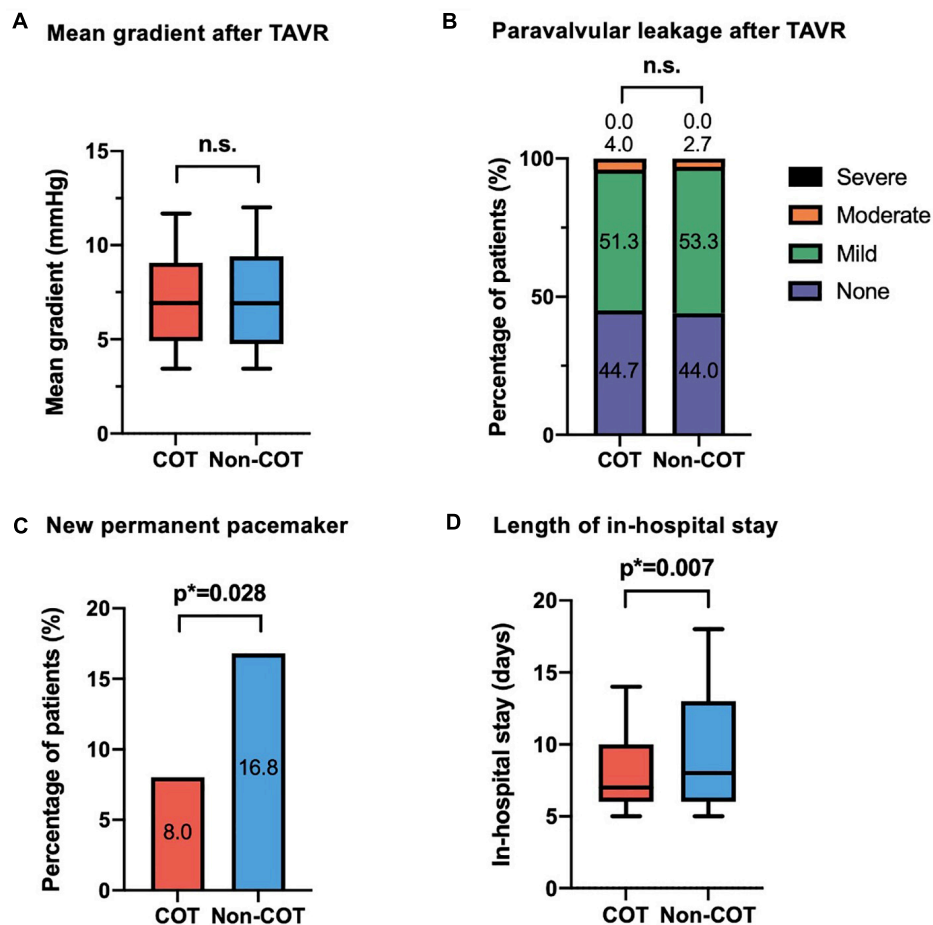 A Mean gradient after TAVR
n.s.
15
10
5
0
Mean gradient (mmHg)
COT Non-COT
B Paravalvular leakage after TAVR
n.s.
0.0 0.0
4.0 2.7
100
50
0
Percentage of patients (%)
51.3 53.3
44.7 44.0
COT Non-COT
Severe
Moderate
Mild
None
C New permanent pacemaker
p*=0.028
20
15
10
5
0
Percentage of patients (%)
16.8
8.0
COT Non-COT
D Length of in-hospital stay
p*=0.007
20
15
10
5
0
In-hospital stay (days)
COT Non-COT